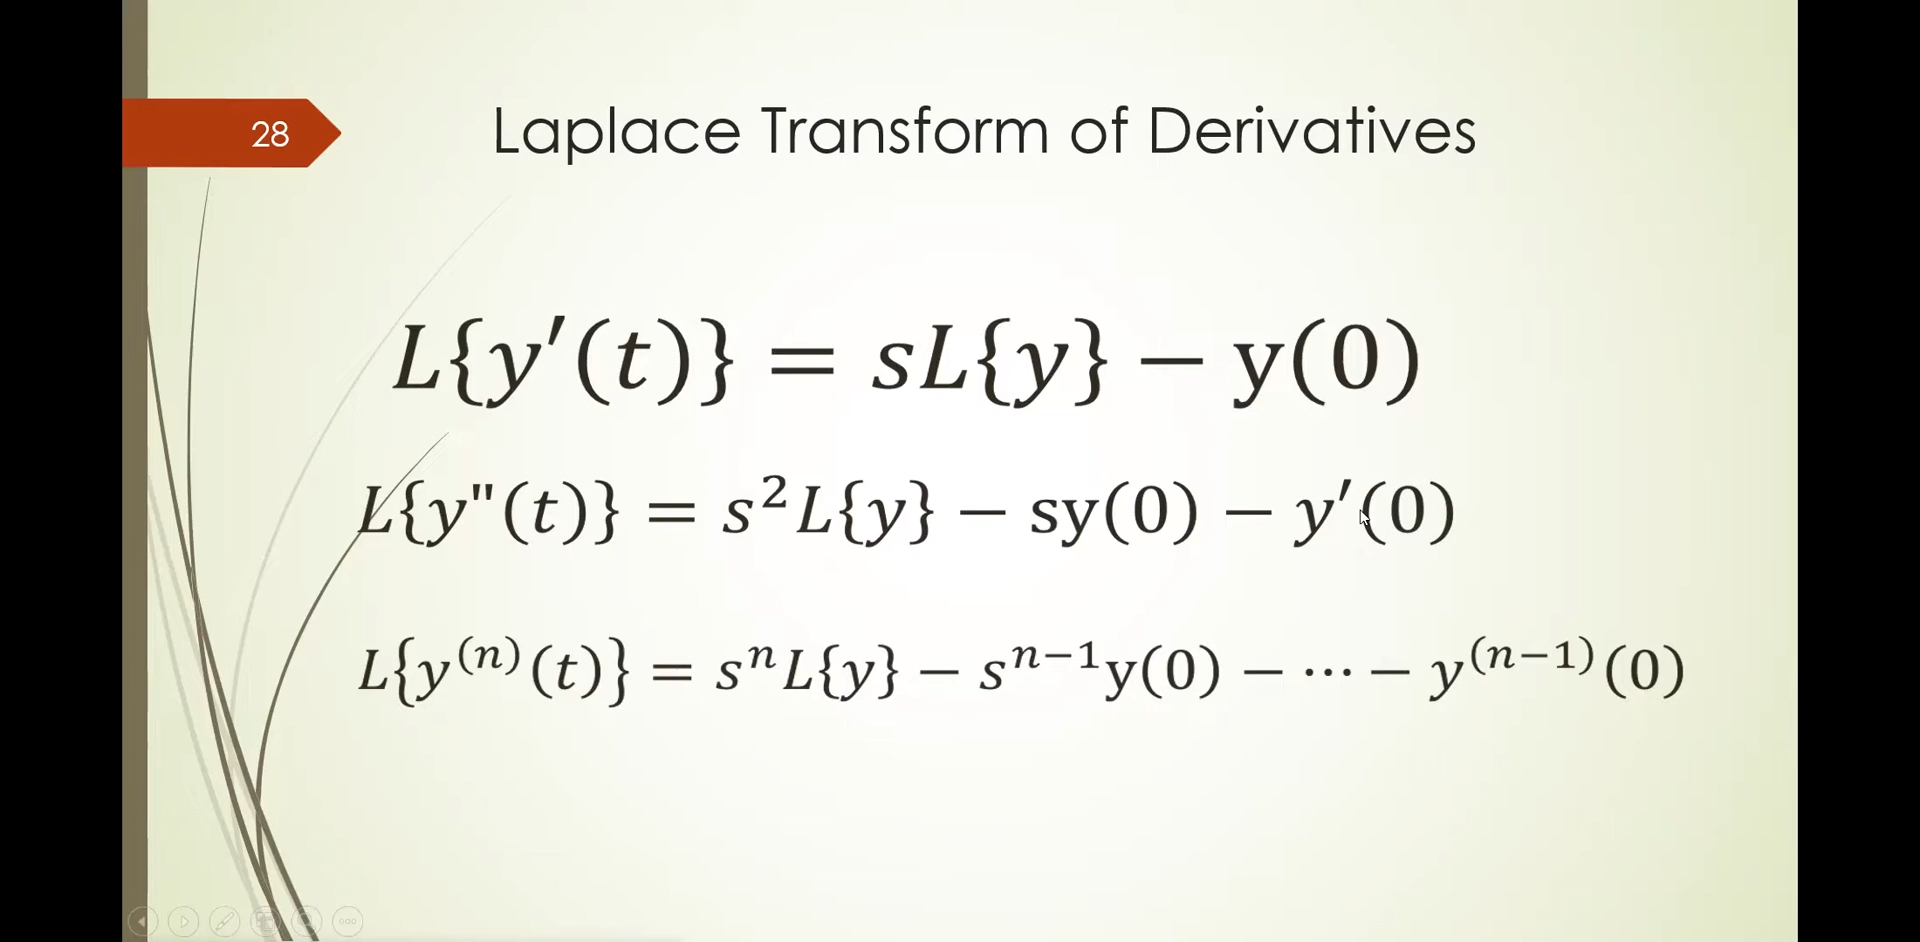 28
Laplace Transform of Derivatives
L{y′(t)} = sL{y} − y(0)
L{y"(t)} = s²L{y} − sy(0) − y′(0)
L{y⁽ⁿ⁾(t)} = sⁿL{y} − sⁿ⁻¹y(0) − ⋯ − y⁽ⁿ⁻¹⁾(0)